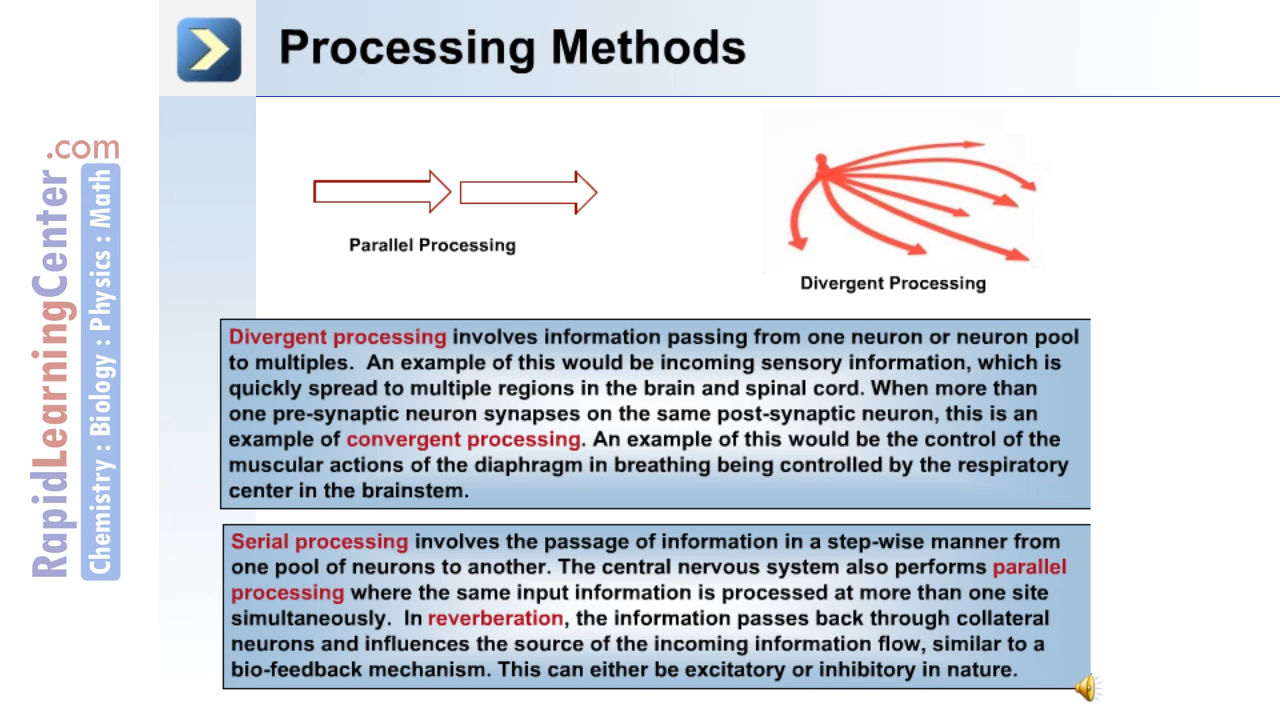 Processing Methods
RapidLearningCenter.com
Chemistry : Biology : Physics : Math
Parallel Processing
Divergent Processing
Divergent processing involves information passing from one neuron or neuron pool
to multiples.  An example of this would be incoming sensory information, which is
quickly spread to multiple regions in the brain and spinal cord. When more than
one pre-synaptic neuron synapses on the same post-synaptic neuron, this is an
example of convergent processing. An example of this would be the control of the
muscular actions of the diaphragm in breathing being controlled by the respiratory
center in the brainstem.
Serial processing involves the passage of information in a step-wise manner from
one pool of neurons to another. The central nervous system also performs parallel
processing where the same input information is processed at more than one site
simultaneously.  In reverberation, the information passes back through collateral
neurons and influences the source of the incoming information flow, similar to a
bio-feedback mechanism. This can either be excitatory or inhibitory in nature.